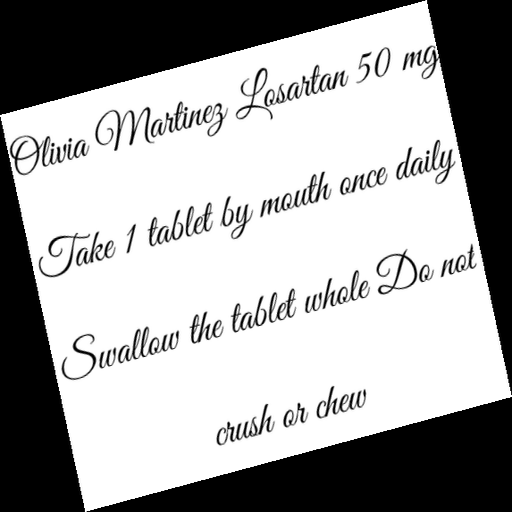 Olivia Martinez Losartan 50 mg
Take 1 tablet by mouth once daily
Swallow the tablet whole Do not
crush or chew